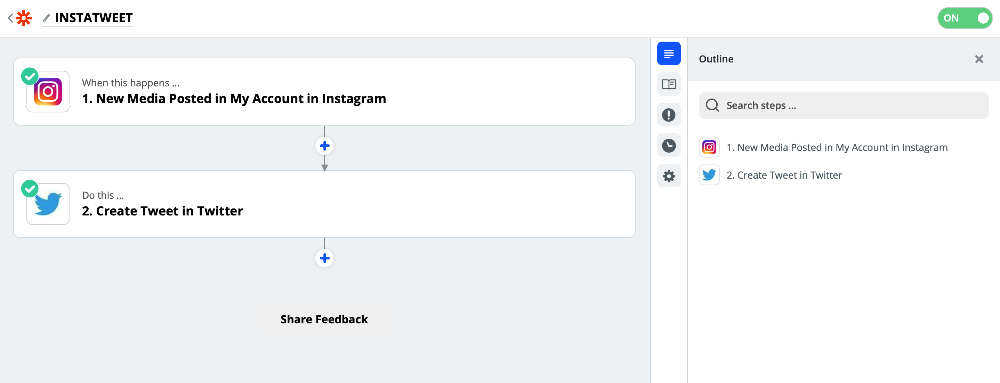 INSTATWEET
ON
When this happens ...
1. New Media Posted in My Account in Instagram
Do this ...
2. Create Tweet in Twitter
Share Feedback
Outline
Search steps ...
1. New Media Posted in My Account in Instagram
2. Create Tweet in Twitter